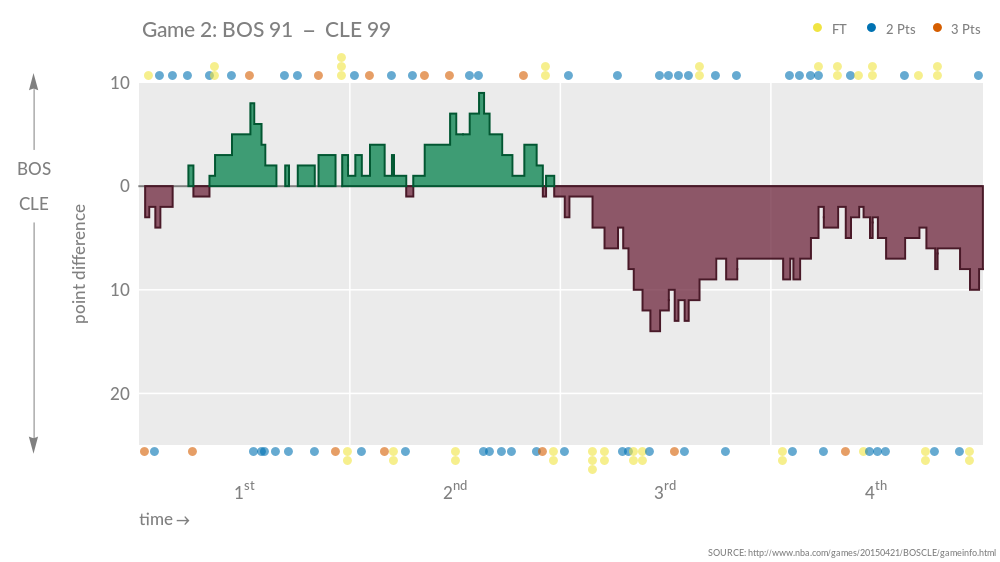 Game 2: BOS 91 – CLE 99
FT
2 Pts
3 Pts
10
BOS
0
CLE
point difference
10
20
1st
2nd
3rd
4th
time→
SOURCE: http://www.nba.com/games/20150421/BOSCLE/gameinfo.html